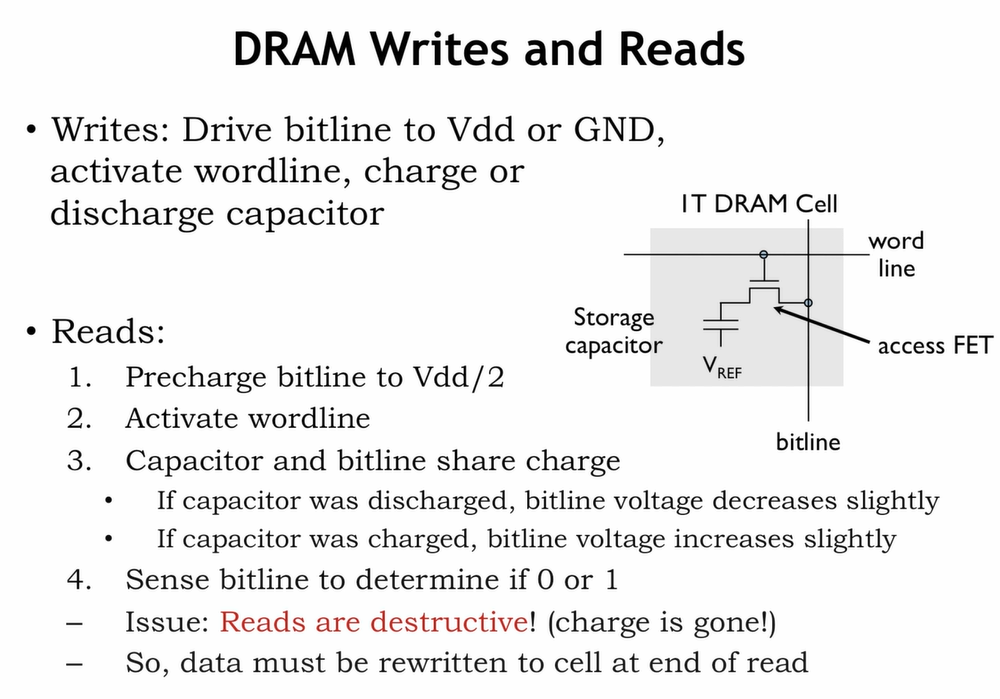 DRAM Writes and Reads
• Writes: Drive bitline to Vdd or GND,
activate wordline, charge or
discharge capacitor
1T DRAM Cell
word
line
Storage
capacitor
VREF
access FET
bitline
• Reads:
1. Precharge bitline to Vdd/2
2. Activate wordline
3. Capacitor and bitline share charge
• If capacitor was discharged, bitline voltage decreases slightly
• If capacitor was charged, bitline voltage increases slightly
4. Sense bitline to determine if 0 or 1
– Issue: Reads are destructive! (charge is gone!)
– So, data must be rewritten to cell at end of read